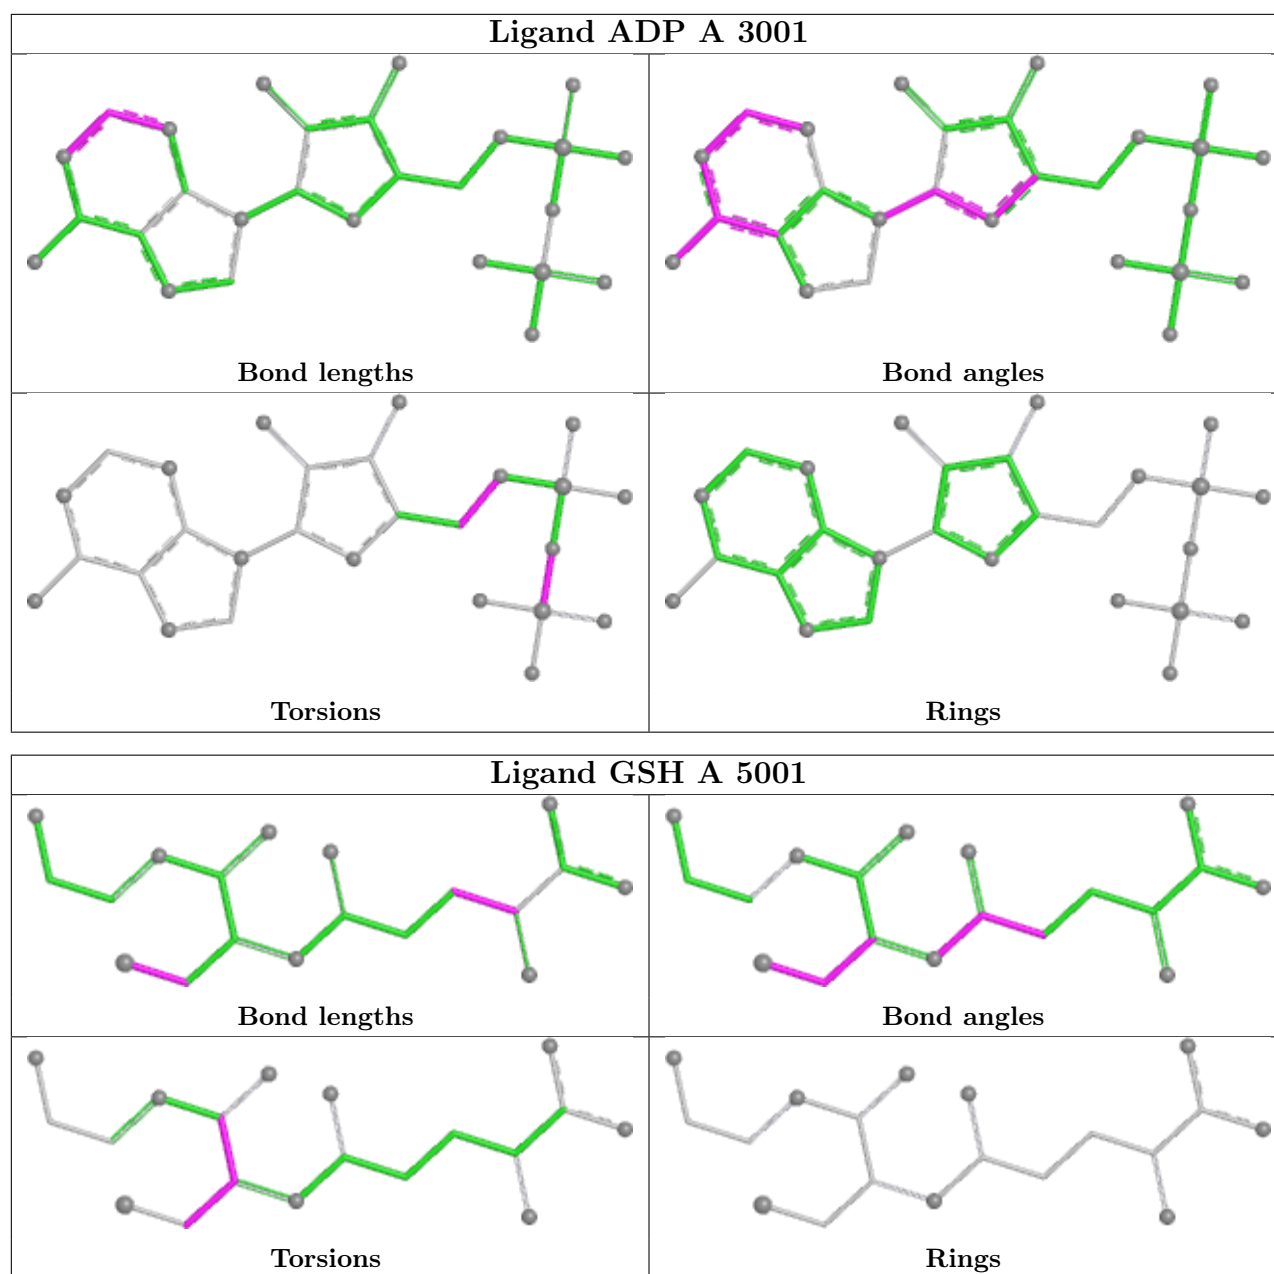 Ligand ADP A 3001
Bond lengths
Bond angles
Torsions
Rings
Ligand GSH A 5001
Bond lengths
Bond angles
Torsions
Rings